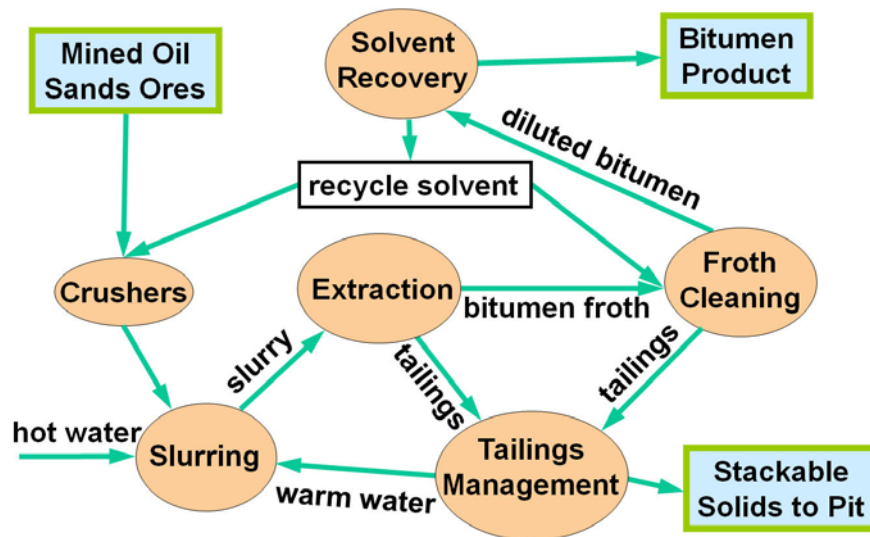 Mined Oil
Sands Ores
Solvent
Recovery
Bitumen
Product
diluted bitumen
recycle solvent
Crushers
Extraction
bitumen froth
Froth
Cleaning
slurry
tailings
tailings
hot water
Slurring
warm water
Tailings
Management
Stackable
Solids to Pit